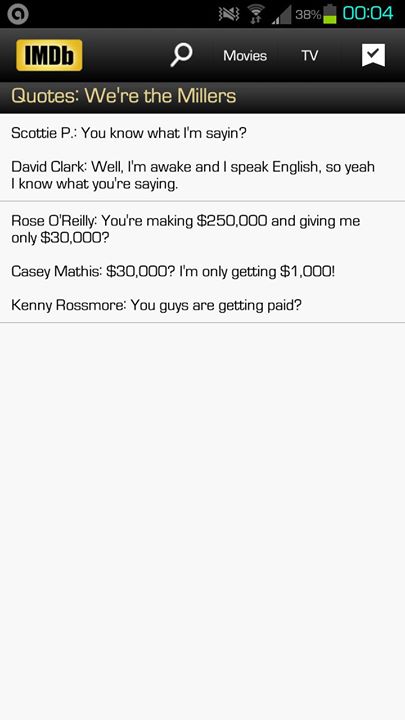 38% 00:04
IMDb Movies TV
Quotes: We're the Millers
Scottie P.: You know what I'm sayin?
David Clark: Well, I'm awake and I speak English, so yeah
I know what you're saying.
Rose O'Reilly: You're making $250,000 and giving me
only $30,000?
Casey Mathis: $30,000? I'm only getting $1,000!
Kenny Rossmore: You guys are getting paid?